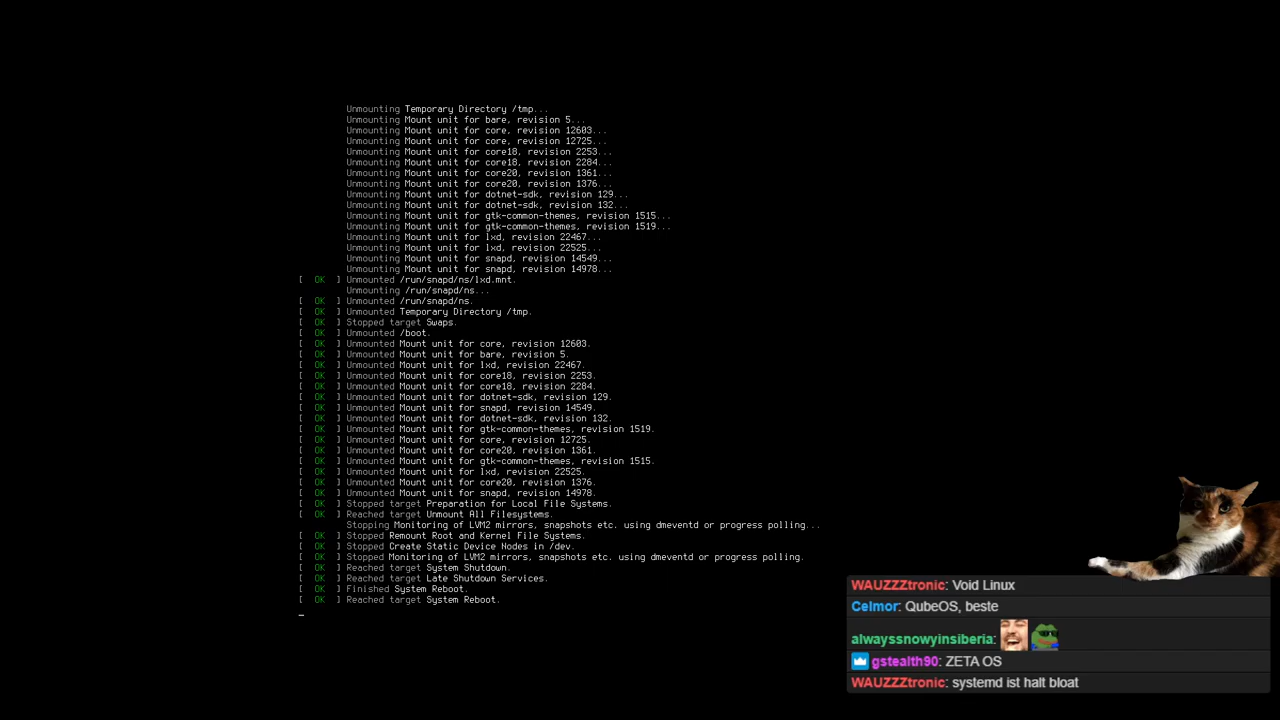 Unmounting Temporary Directory /tmp...
Unmounting Mount unit for bare, revision 5...
Unmounting Mount unit for core, revision 12603...
Unmounting Mount unit for core, revision 12725...
Unmounting Mount unit for core18, revision 2253...
Unmounting Mount unit for core18, revision 2284...
Unmounting Mount unit for core20, revision 1361...
Unmounting Mount unit for core20, revision 1376...
Unmounting Mount unit for dotnet-sdk, revision 129...
Unmounting Mount unit for dotnet-sdk, revision 132...
Unmounting Mount unit for gtk-common-themes, revision 1515...
Unmounting Mount unit for gtk-common-themes, revision 1519...
Unmounting Mount unit for lxd, revision 22467...
Unmounting Mount unit for lxd, revision 22525...
Unmounting Mount unit for snapd, revision 14549...
Unmounting Mount unit for snapd, revision 14978...
[ OK ] Unmounted /run/snapd/ns/lxd.mnt.
Unmounting /run/snapd/ns...
[ OK ] Unmounted /run/snapd/ns.
[ OK ] Unmounted Temporary Directory /tmp.
[ OK ] Stopped target Swaps.
[ OK ] Unmounted /boot.
[ OK ] Unmounted Mount unit for core, revision 12603.
[ OK ] Unmounted Mount unit for bare, revision 5.
[ OK ] Unmounted Mount unit for lxd, revision 22467.
[ OK ] Unmounted Mount unit for core18, revision 2253.
[ OK ] Unmounted Mount unit for core18, revision 2284.
[ OK ] Unmounted Mount unit for dotnet-sdk, revision 129.
[ OK ] Unmounted Mount unit for snapd, revision 14549.
[ OK ] Unmounted Mount unit for dotnet-sdk, revision 132.
[ OK ] Unmounted Mount unit for gtk-common-themes, revision 1519.
[ OK ] Unmounted Mount unit for core, revision 12725.
[ OK ] Unmounted Mount unit for core20, revision 1361.
[ OK ] Unmounted Mount unit for gtk-common-themes, revision 1515.
[ OK ] Unmounted Mount unit for lxd, revision 22525.
[ OK ] Unmounted Mount unit for core20, revision 1376.
[ OK ] Unmounted Mount unit for snapd, revision 14978.
[ OK ] Stopped target Preparation for Local File Systems.
[ OK ] Reached target Unmount All Filesystems.
Stopping Monitoring of LVM2 mirrors, snapshots etc. using dmeventd or progress polling...
[ OK ] Stopped Remount Root and Kernel File Systems.
[ OK ] Stopped Create Static Device Nodes in /dev.
[ OK ] Stopped Monitoring of LVM2 mirrors, snapshots etc. using dmeventd or progress polling.
[ OK ] Reached target System Shutdown.
[ OK ] Reached target Late Shutdown Services.
[ OK ] Finished System Reboot.
[ OK ] Reached target System Reboot.
WAUZZZtronic: Void Linux
Celmor: QubeOS, beste
alwayssnowyinsiberia:
gstealth90: ZETA OS
WAUZZZtronic: systemd ist halt bloat